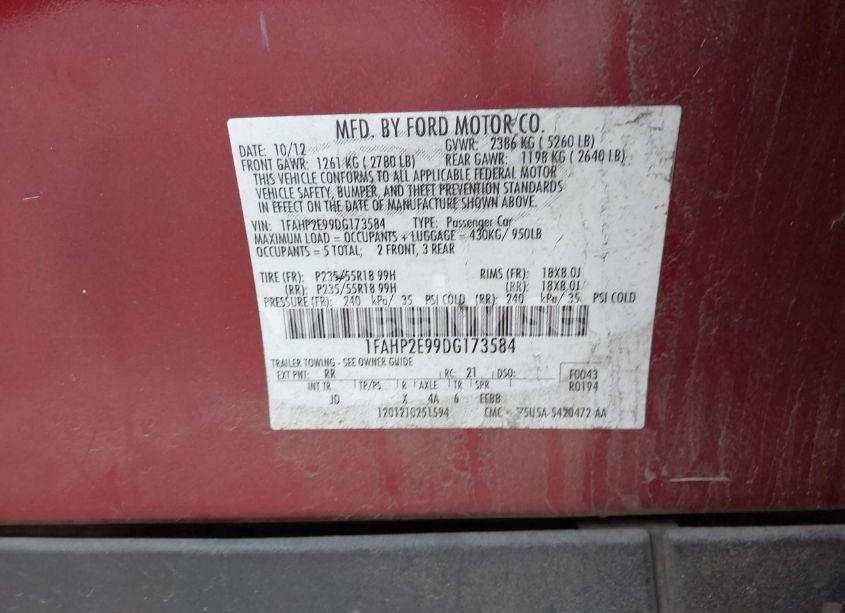 MFD. BY FORD MOTOR CO.
DATE: 10/12 GVWR: 2386 KG ( 5260 LB)
FRONT GAWR: 1261 KG ( 2780 LB) REAR GAWR: 1198 KG ( 2640 LB)
THIS VEHICLE CONFORMS TO ALL APPLICABLE FEDERAL MOTOR
VEHICLE SAFETY, BUMPER, AND THEFT PREVENTION STANDARDS
IN EFFECT ON THE DATE OF MANUFACTURE SHOWN ABOVE.
VIN: 1FAHP2E99DG173584 TYPE: Passenger Car
MAXIMUM LOAD = OCCUPANTS + LUGGAGE = 430KG/ 950LB
OCCUPANTS = 5 TOTAL; 2 FRONT, 3 REAR
TIRE (FR): P235/55R18 99H RIMS (FR): 18X8.0J
(RR): P235/55R18 99H (RR): 18X8.0J
PRESSURE (FR): 240 kPa/ 35 PSI COLD (RR): 240 kPa/ 35 PSI COLD
1FAHP2E99DG173584
TRAILER TOWING - SEE OWNER GUIDE
EXT PNT: RR RC: 21 DSO: F0043
INT TR TP/PS R AXLE TR SPR R0194
JD X 4A 6 EEBB
1201210251594 CMC 5U5A-5420472-AA